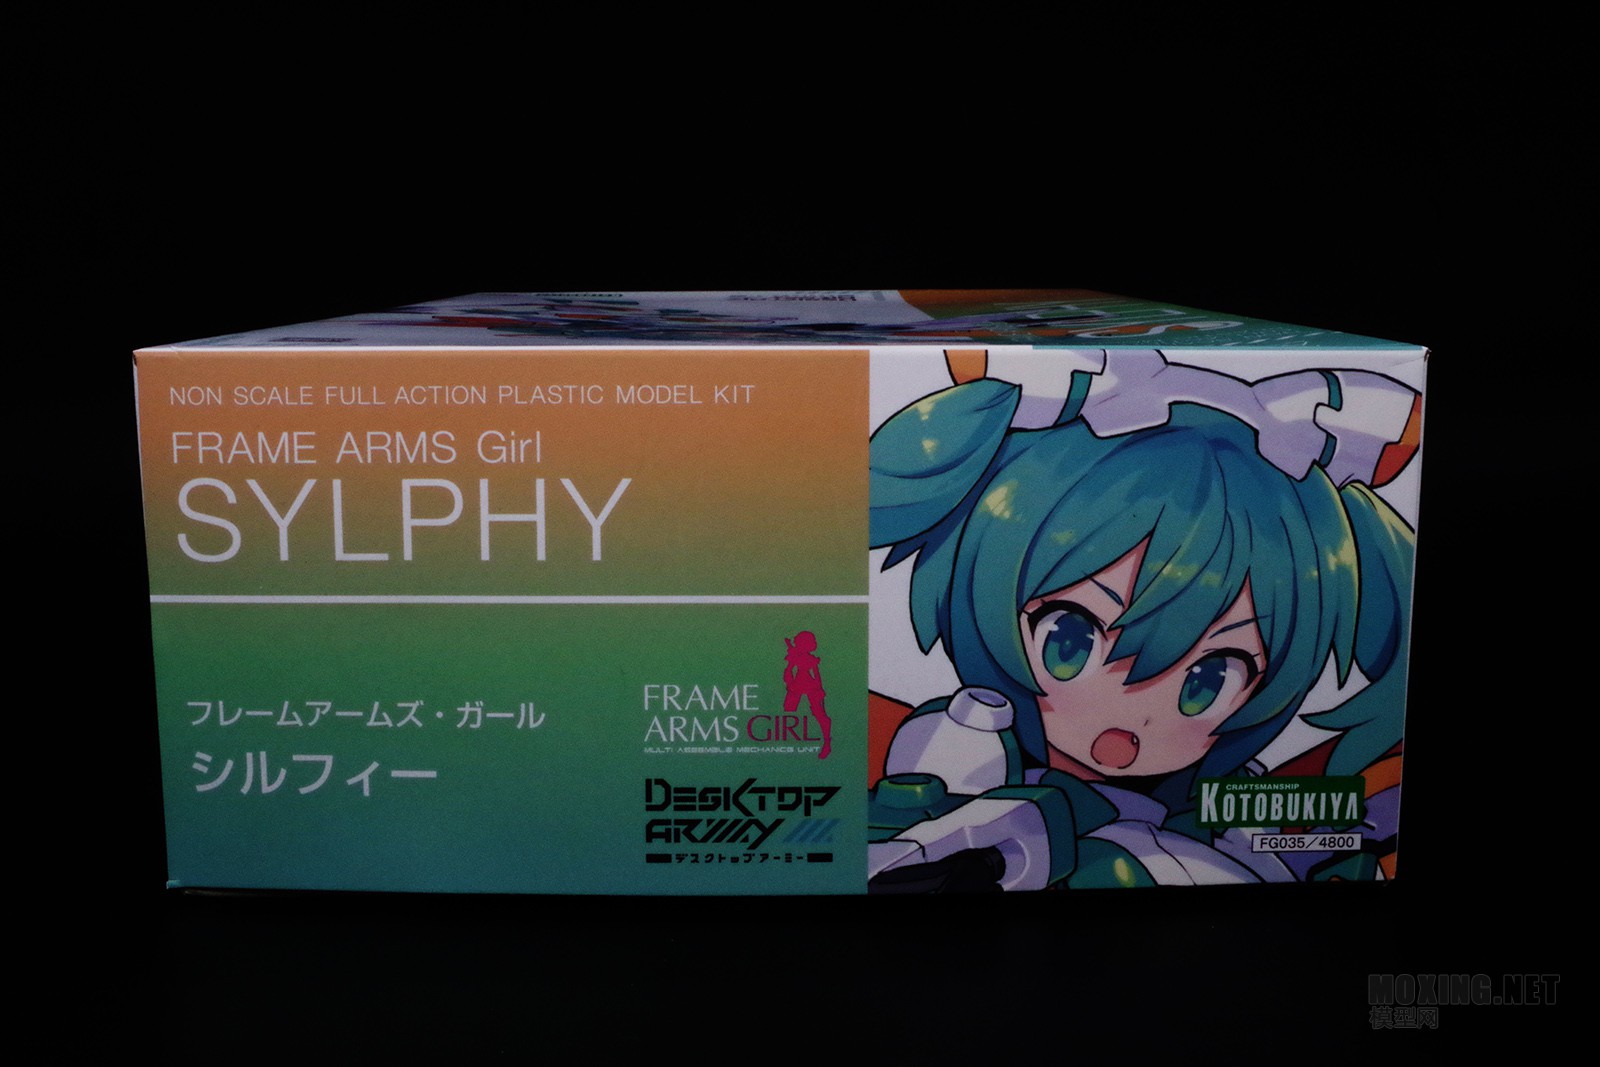 NON SCALE FULL ACTION PLASTIC MODEL KIT
FRAME ARMS Girl
SYLPHY
フレームアームズ・ガール
シルフィー
FRAME
ARMS GIRL
MULTI ASSEMBLE MECHANICS UNIT
DESKTOP
ARMY
デスクトップアーミー
CRAFTSMANSHIP
KOTOBUKIYA
FG035/4800
MOXING.NET
模型网